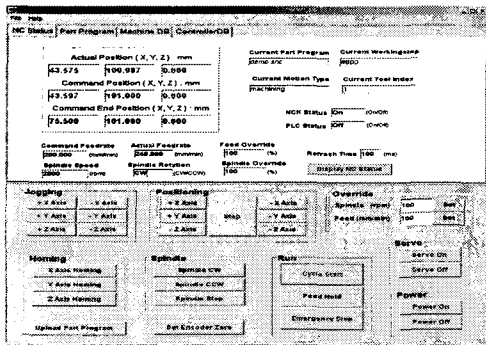 File Help
NC Status Part Program Machine DB ControllerDB
Actual Position ( X, Y, Z ) mm
43.575 100.987 0.000
Command Position ( X, Y, Z ) mm
43.597 101.000 0.000
Command End Position ( X, Y, Z ) mm
75.500 101.000 0.000
Current Part Program Current Workingstep
demo.snc
Current Motion Type Current Tool Index
machining
NCK Status On (On/Off)
PLC Status On (On/Off)
Command Feedrate Actual Feedrate Feed Override
(mm/min) (mm/min) 100 (%)
Spindle Speed Spindle Rotation Spindle Override
(rpm) CW (CW/CCW) 100 (%)
Refresh Time 100 (ms)
Display NC Status
Jogging Positioning Override
+ X Axis - X Axis + X Axis Stop - X Axis Spindle (rpm) 100 Set
+ Y Axis - Y Axis + Y Axis - Y Axis Feed (mm/min) 100 Set
+ Z Axis - Z Axis + Z Axis - Z Axis
Homing Spindle Run Servo
X Axis Homing Spindle CW Cycle Start Servo On
Y Axis Homing Spindle CCW Feed Hold Servo Off
Z Axis Homing Spindle Stop Emergency Stop Power
Upload Part Program Set Encoder Zero Power On
Power Off